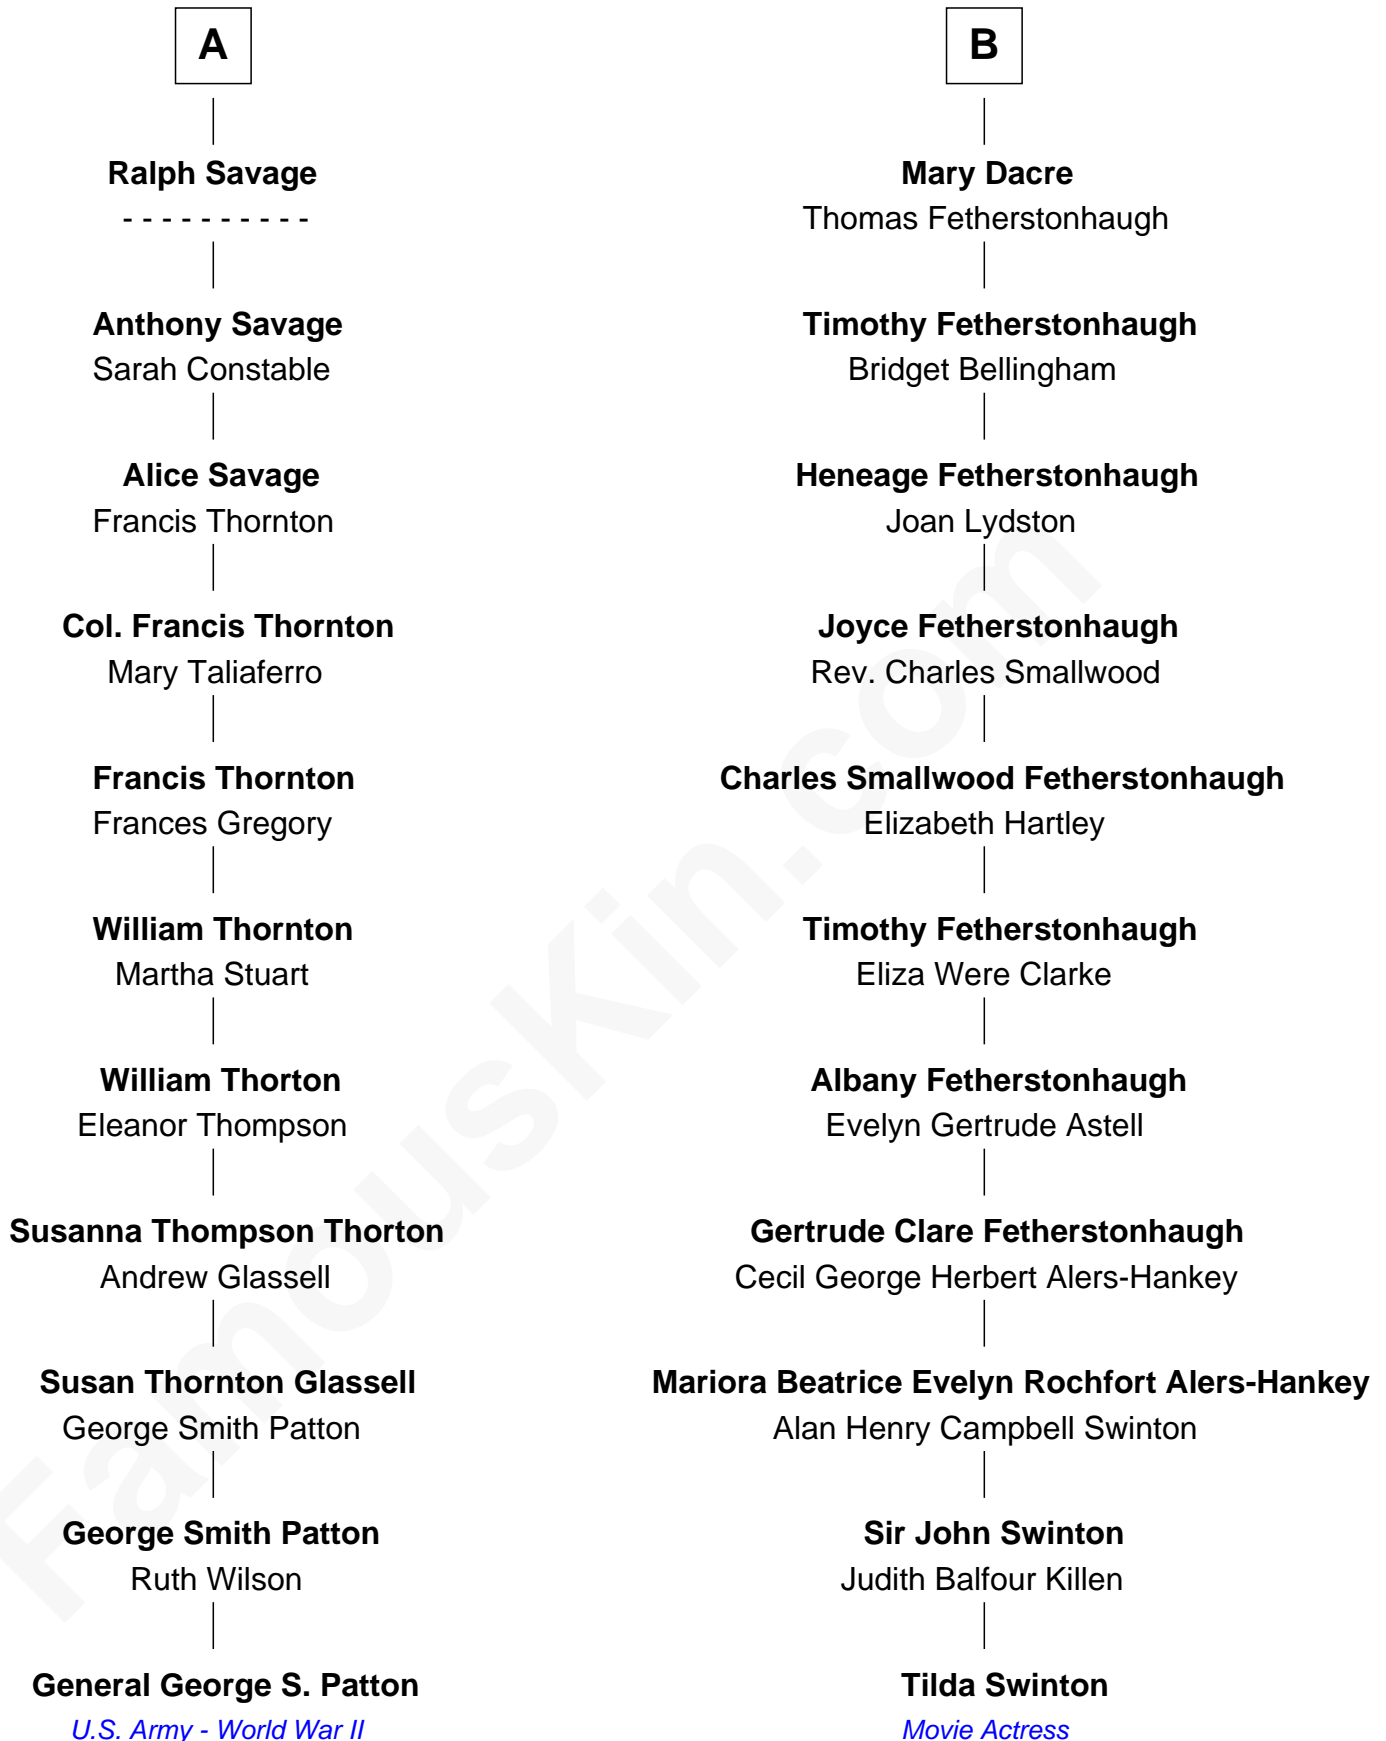 A
B
Ralph Savage
- - - - - - - - - -
Mary Dacre
Thomas Fetherstonhaugh
Anthony Savage
Sarah Constable
Timothy Fetherstonhaugh
Bridget Bellingham
Alice Savage
Francis Thornton
Heneage Fetherstonhaugh
Joan Lydston
Col. Francis Thornton
Mary Taliaferro
Joyce Fetherstonhaugh
Rev. Charles Smallwood
Francis Thornton
Frances Gregory
Charles Smallwood Fetherstonhaugh
Elizabeth Hartley
William Thornton
Martha Stuart
Timothy Fetherstonhaugh
Eliza Were Clarke
William Thorton
Eleanor Thompson
Albany Fetherstonhaugh
Evelyn Gertrude Astell
Susanna Thompson Thorton
Andrew Glassell
Gertrude Clare Fetherstonhaugh
Cecil George Herbert Alers-Hankey
Susan Thornton Glassell
George Smith Patton
Mariora Beatrice Evelyn Rochfort Alers-Hankey
Alan Henry Campbell Swinton
George Smith Patton
Ruth Wilson
Sir John Swinton
Judith Balfour Killen
General George S. Patton
U.S. Army - World War II
Tilda Swinton
Movie Actress
FamousKin.com